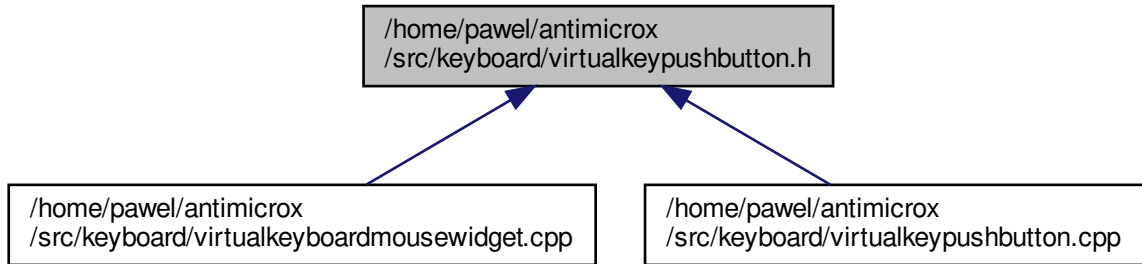 /home/pawel/antimicrox
/src/keyboard/virtualkeypushbutton.h
/home/pawel/antimicrox
/src/keyboard/virtualkeyboardmousewidget.cpp
/home/pawel/antimicrox
/src/keyboard/virtualkeypushbutton.cpp